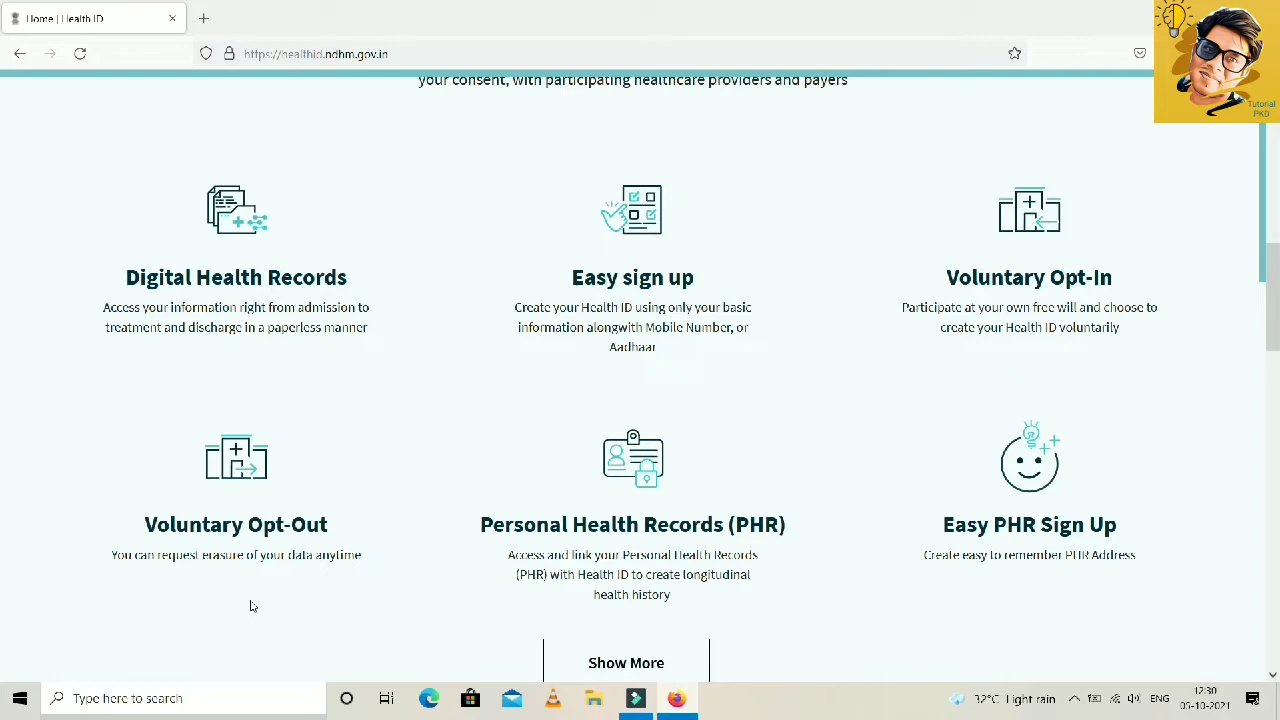 Home | Health ID
https://healthid.ndhm.gov.in
Tutorial
PKD
your consent, with participating healthcare providers and payers
Digital Health Records
Access your information right from admission to
treatment and discharge in a paperless manner
Easy sign up
Create your Health ID using only your basic
information alongwith Mobile Number, or
Aadhaar
Voluntary Opt-In
Participate at your own free will and choose to
create your Health ID voluntarily
Voluntary Opt-Out
You can request erasure of your data anytime
Personal Health Records (PHR)
Access and link your Personal Health Records
(PHR) with Health ID to create longitudinal
health history
Easy PHR Sign Up
Create easy to remember PHR Address
Show More
Type here to search
32°C Light rain
ENG
12:30
05-10-2021